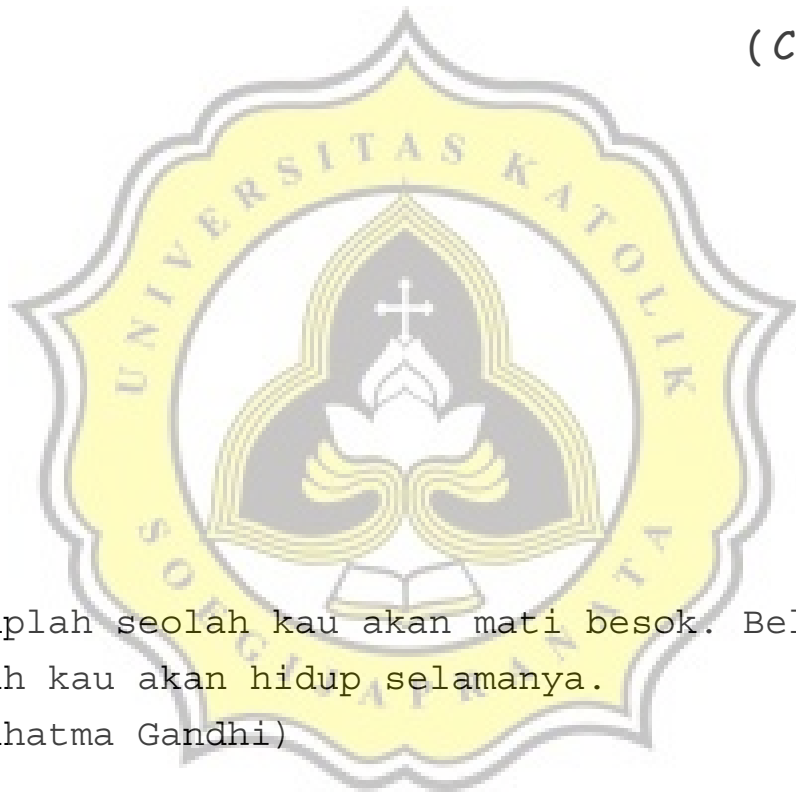 (C
UNIVERSITAS KATOLIK
SOEGIJAPRANATA
plah seolah kau akan mati besok. Bel
h kau akan hidup selamanya.
hatma Gandhi)